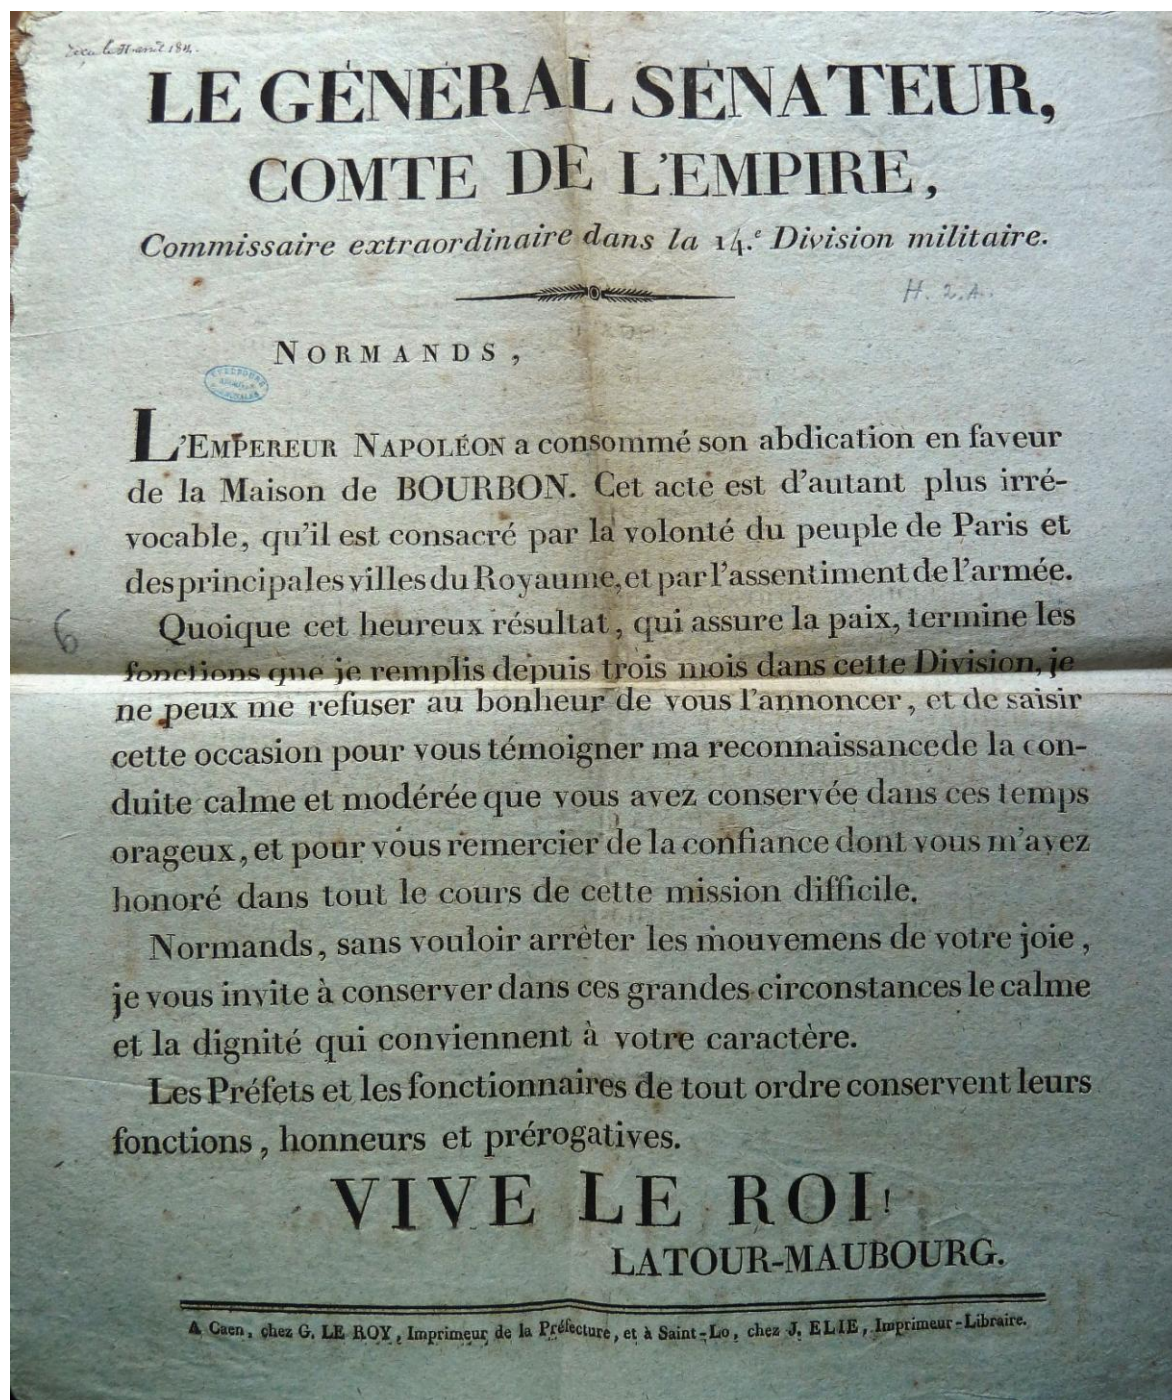 LE GÉNÉRAL SÉNATEUR,
COMTE DE L'EMPIRE,
Commissaire extraordinaire dans la 14.e Division militaire.
H. 2. A.
NORMANDS,
L'EMPEREUR NAPOLÉON a consommé son abdication en faveur
de la Maison de BOURBON. Cet acte est d'autant plus irré-
vocable, qu'il est consacré par la volonté du peuple de Paris et
des principales villes du Royaume, et par l'assentiment de l'armée.
6
Quoique cet heureux résultat, qui assure la paix, termine les
fonctions que je remplis depuis trois mois dans cette Division, je
ne peux me refuser au bonheur de vous l'annoncer, et de saisir
cette occasion pour vous témoigner ma reconnaissancede la con-
duite calme et modérée que vous avez conservée dans ces temps
orageux, et pour vous remercier de la confiance dont vous m'avez
honoré dans tout le cours de cette mission difficile.
Normands, sans vouloir arrêter les mouvemens de votre joie,
je vous invite à conserver dans ces grandes circonstances le calme
et la dignité qui conviennent à votre caractère.
Les Préfets et les fonctionnaires de tout ordre conservent leurs
fonctions, honneurs et prérogatives.
VIVE LE ROI!
LATOUR-MAUBOURG.
A Caen, chez G. LE ROY, Imprimeur de la Préfecture, et à Saint-Lo, chez J. ELIE, Imprimeur-Libraire.